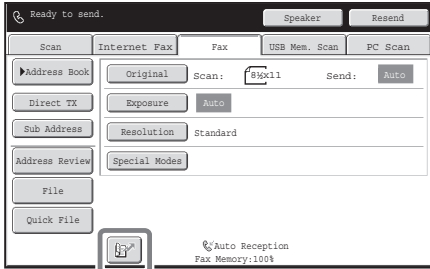 Ready to send.
Speaker
Resend
Scan
Internet Fax
Fax
USB Mem. Scan
PC Scan
Address Book
Original
Scan:
8½x11
Send:
Auto
Direct TX
Exposure
Auto
Sub Address
Resolution
Standard
Address Review
Special Modes
File
Quick File
Auto Reception
Fax Memory:100%